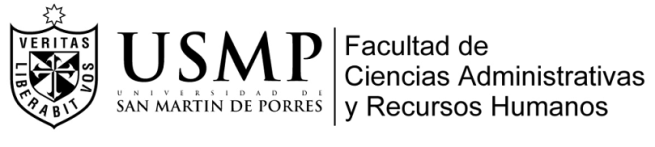 VERITAS
LIBERABIT VOS
USMP
UNIVERSIDAD DE
SAN MARTIN DE PORRES
Facultad de
Ciencias Administrativas
y Recursos Humanos